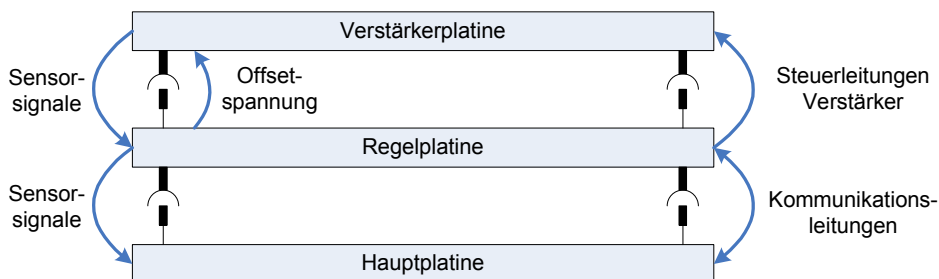 Verstärkerplatine
Sensor-
signale
Offset-
spannung
Steuerleitungen
Verstärker
Regelplatine
Sensor-
signale
Kommunikations-
leitungen
Hauptplatine